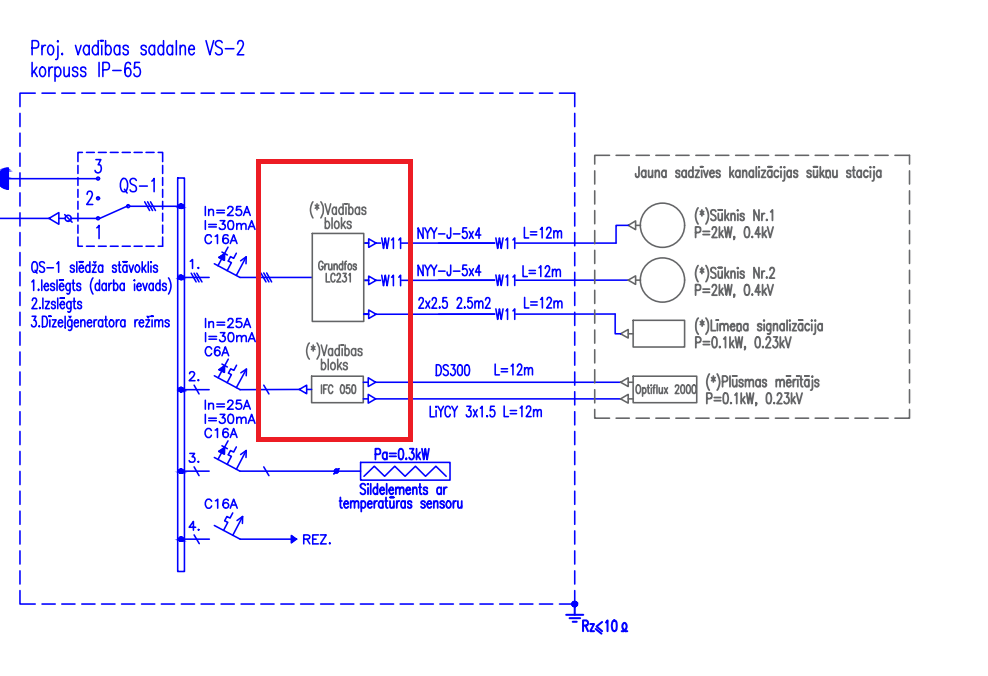 Proj. vadības sadalne VS-2
korpuss IP-65
3
2
1
QS-1
QS-1 slēdža stāvoklis
1.Ieslēgts (darba ievads)
2.Izslēgts
3.Dīzeļģeneratora režīms
In=25A
I=30mA
C16A
1.
In=25A
I=30mA
C6A
2.
In=25A
I=30mA
C16A
3.
C16A
4.
REZ.
(*)Vadības
bloks
Grundfos
LC231
W11
W11
(*)Vadības
bloks
IFC 050
NYY-J-5x4 W11 L=12m
NYY-J-5x4 W11 L=12m
2x2.5 2.5m2 W11 L=12m
DS300 L=12m
LiYCY 3x1.5 L=12m
Pa=0.3kW
Sildelements ar
temperatūras sensoru
Jauna sadzīves kanalizācijas sūkņu stacija
(*)Sūknis Nr.1
P=2kW, 0.4kV
(*)Sūknis Nr.2
P=2kW, 0.4kV
(*)Līmeņa signalizācija
P=0.1kW, 0.23kV
Optiflux 2000
(*)Plūsmas mērītājs
P=0.1kW, 0.23kV
Rz≤10 Ω